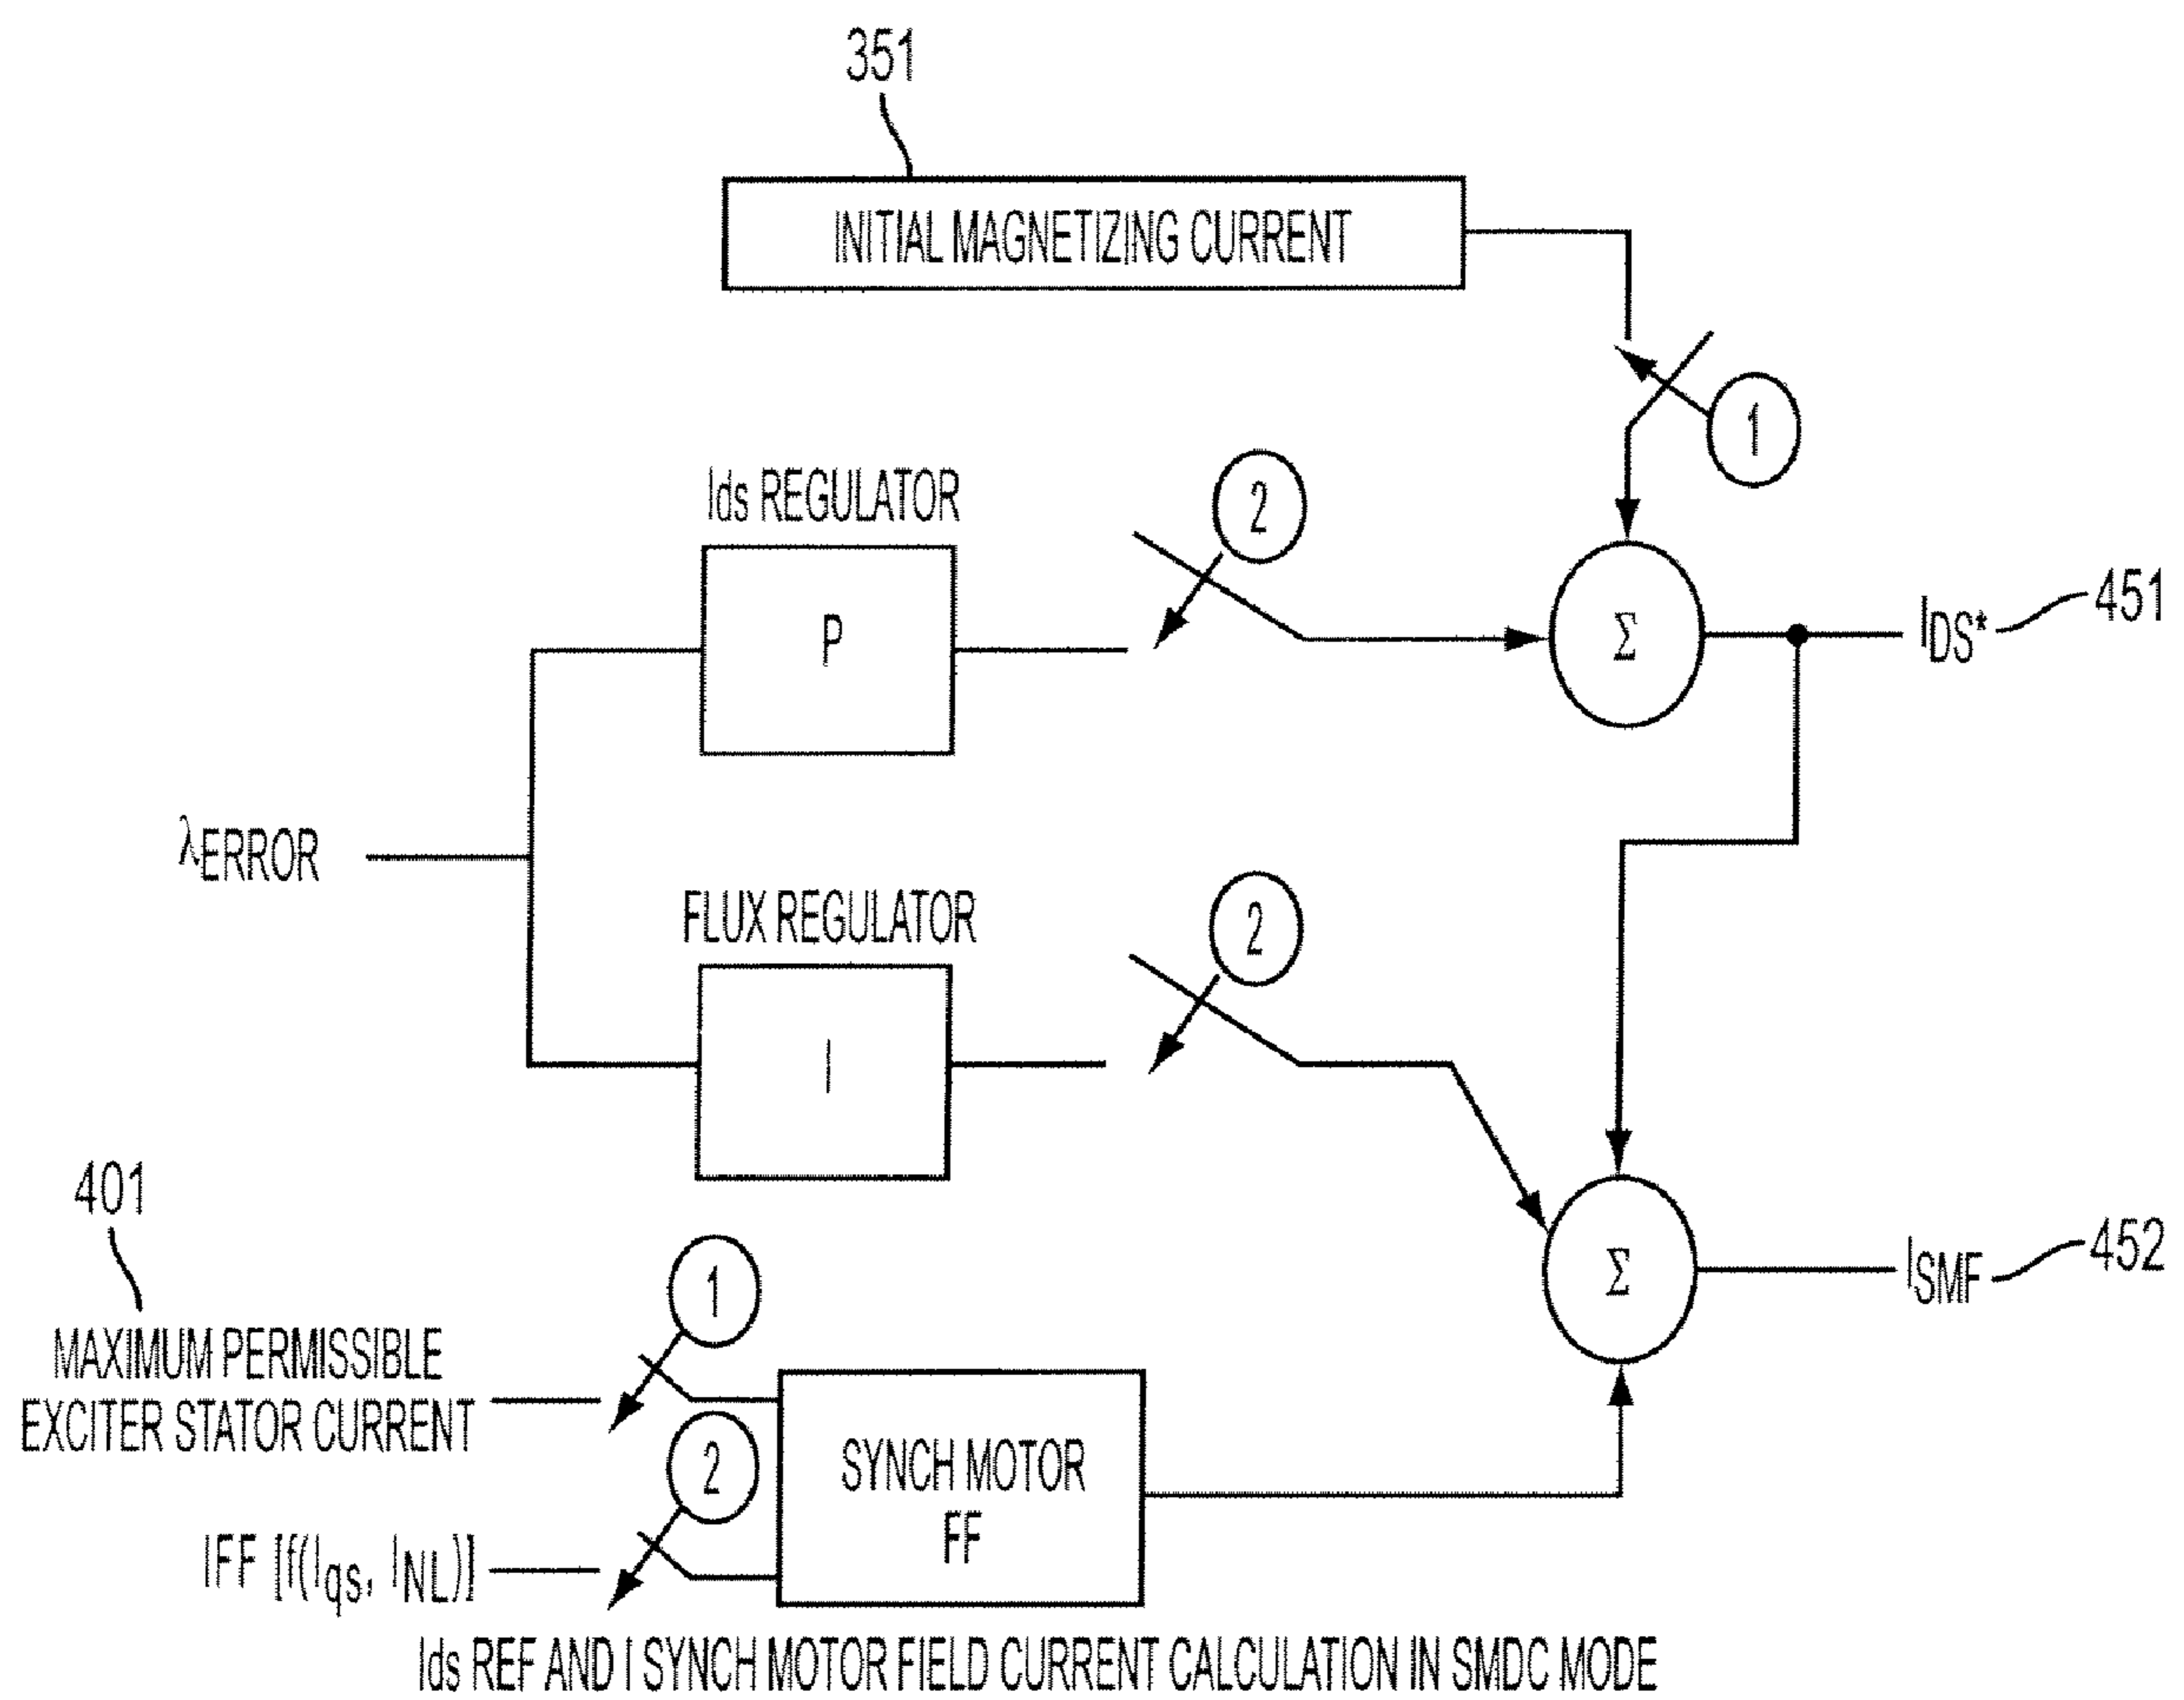 351
INITIAL MAGNETIZING CURRENT
1
Ids REGULATOR
2
P
Σ
IDS*
451
λERROR
FLUX REGULATOR
2
I
401
MAXIMUM PERMISSIBLE
EXCITER STATOR CURRENT
1
Σ
ISMF
452
2
SYNCH MOTOR
FF
IFF [f(Iqs, INL)]
Ids REF AND I SYNCH MOTOR FIELD CURRENT CALCULATION IN SMDC MODE